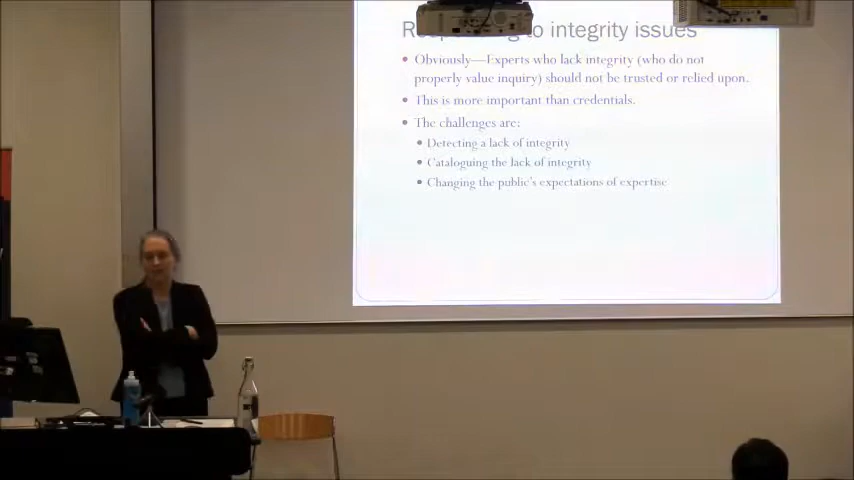 to integrity issues
• Obviously—Experts who lack integrity (who do not
properly value inquiry) should not be trusted or relied upon.
• This is more important than credentials.
• The challenges are:
• Detecting a lack of integrity
• Cataloguing the lack of integrity
• Changing the public's expectations of expertise